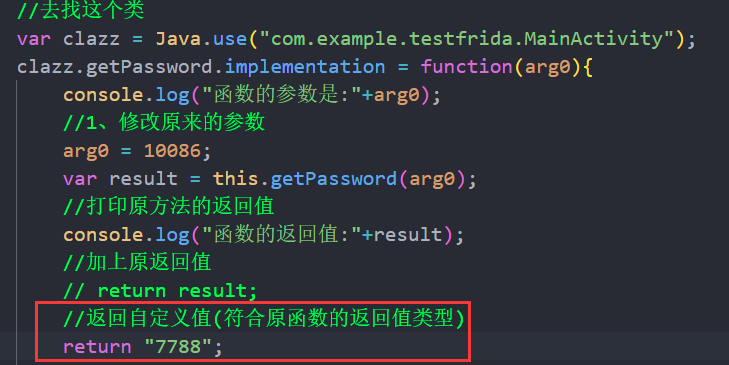 //去找这个类
var clazz = Java.use("com.example.testfrida.MainActivity");
clazz.getPassword.implementation = function(arg0){
    console.log("函数的参数是:"+arg0);
    //1、修改原来的参数
    arg0 = 10086;
    var result = this.getPassword(arg0);
    //打印原方法的返回值
    console.log("函数的返回值:"+result);
    //加上原返回值
    // return result;
    //返回自定义值(符合原函数的返回值类型)
    return "7788";